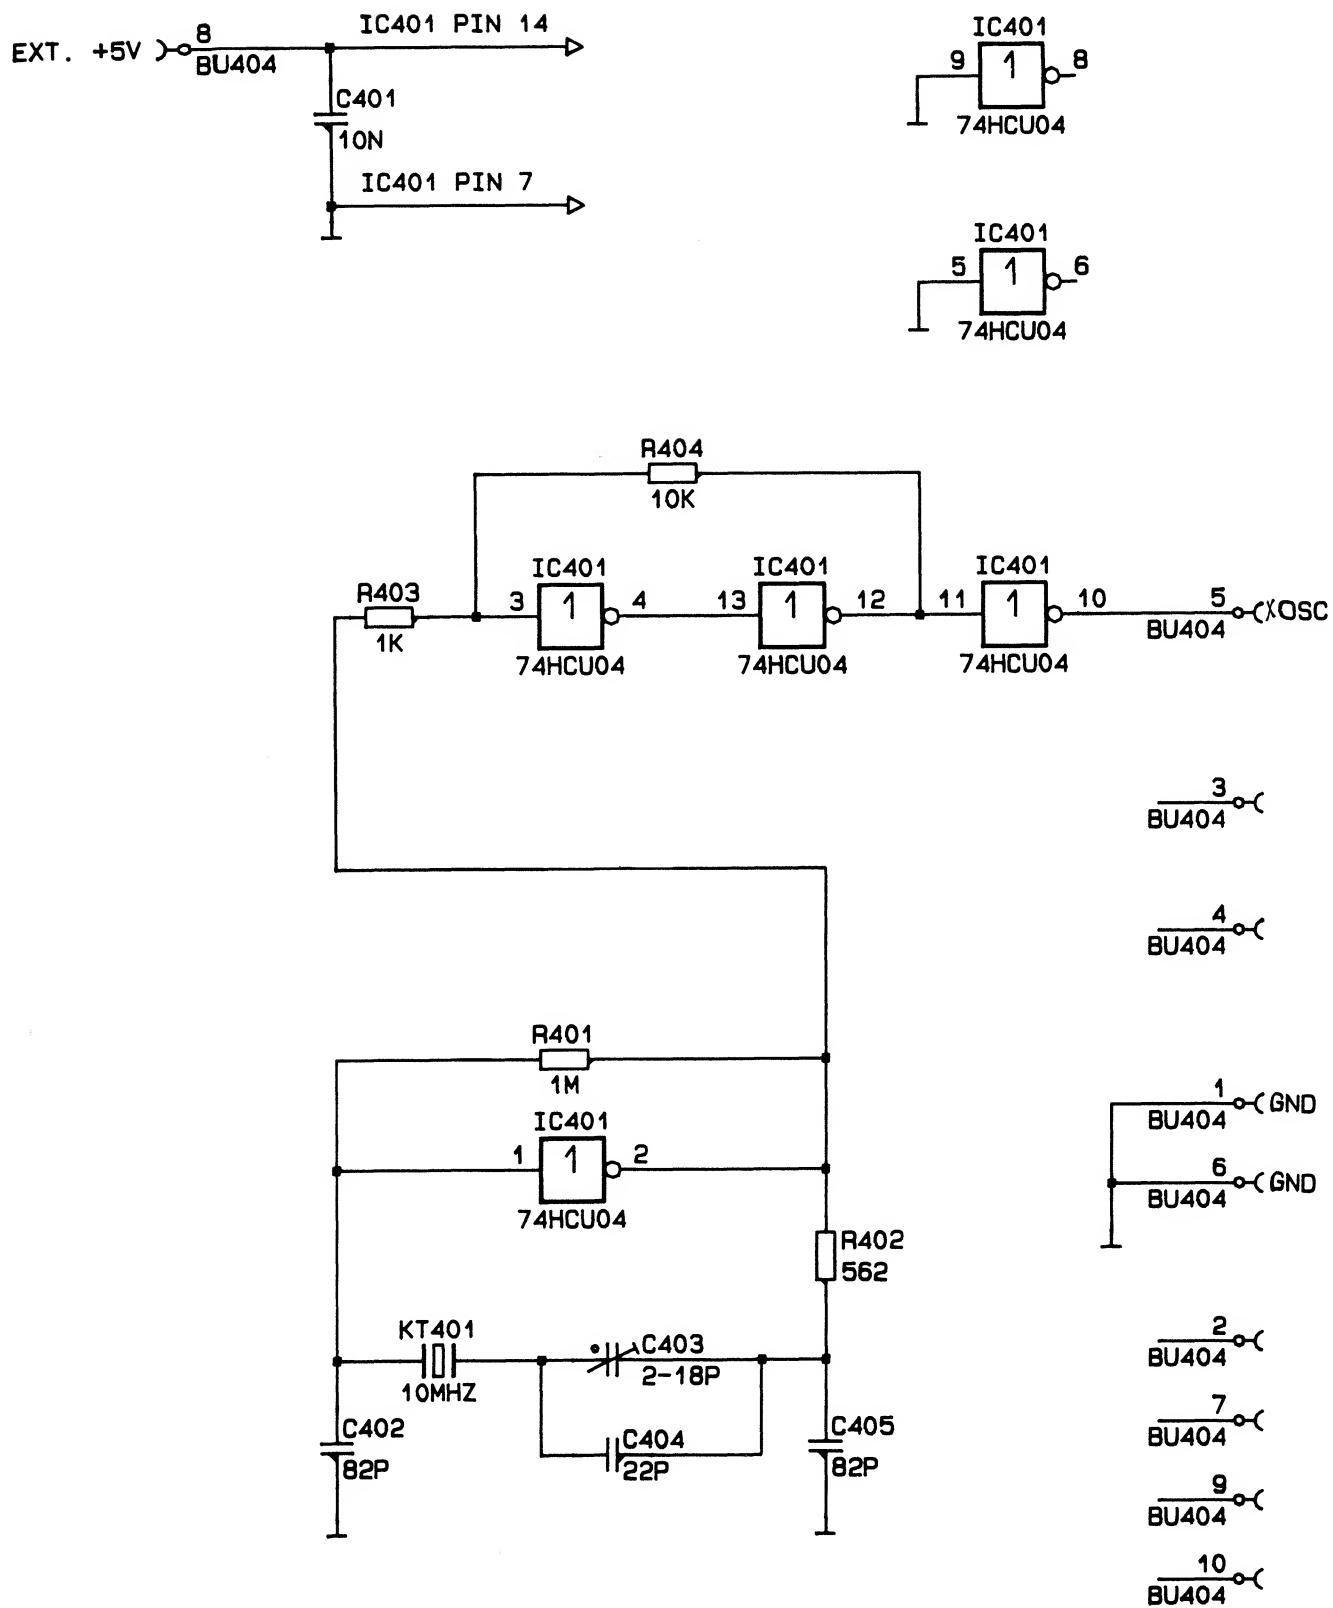 IC401 PIN 14
EXT. +5V
8
BU404
C401
10N
IC401 PIN 7
IC401
9
1
8
74HCU04
IC401
5
1
6
74HCU04
R404
10K
R403
1K
IC401
3
1
4
74HCU04
IC401
13
1
12
74HCU04
IC401
11
1
10
74HCU04
5
BU404
XOSC
3
BU404
4
BU404
R401
1M
IC401
1
1
2
74HCU04
1
BU404
GND
6
BU404
GND
R402
562
KT401
10MHZ
C403
2-18P
C402
82P
C404
22P
C405
82P
2
BU404
7
BU404
9
BU404
10
BU404